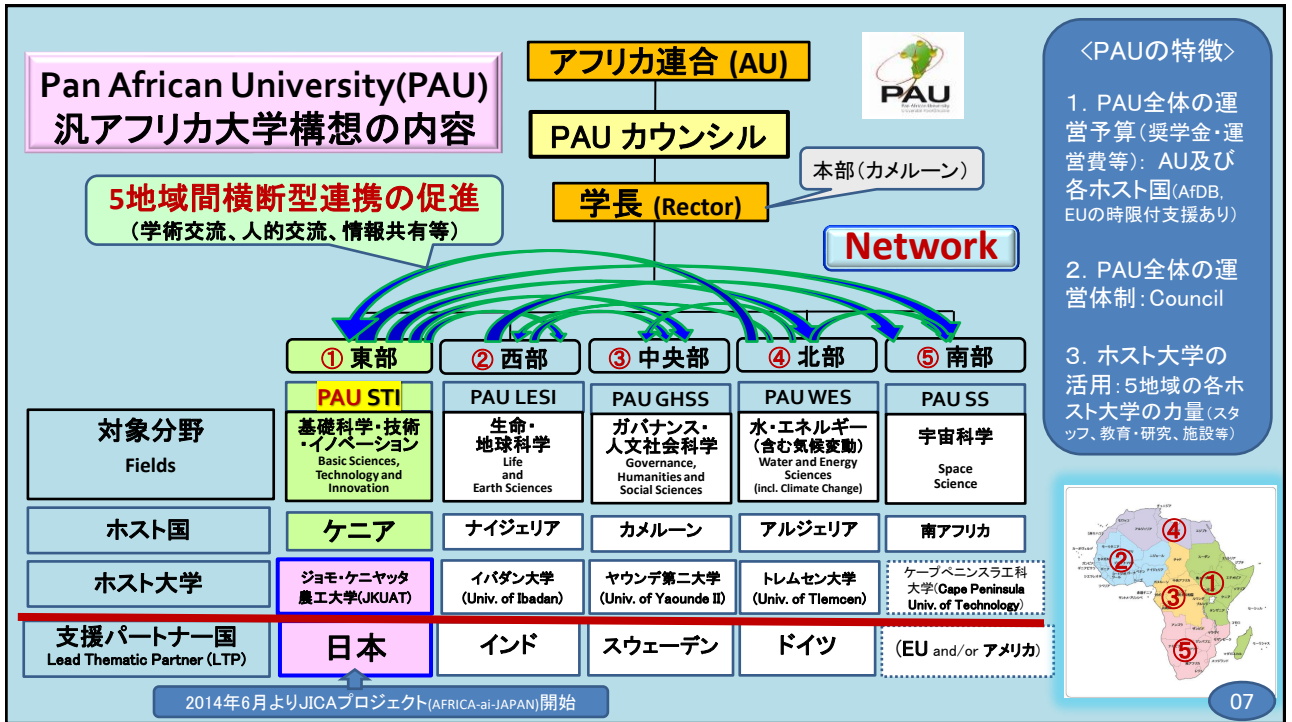 Pan African University(PAU)
汎アフリカ大学構想の内容
アフリカ連合 (AU)
PAU カウンシル
学長 (Rector)
本部(カメルーン)
PAU
Pan African University
5地域間横断型連携の促進
(学術交流、人的交流、情報共有等)
Network
① 東部
② 西部
③ 中央部
④ 北部
⑤ 南部
対象分野
Fields
PAU STI
基礎科学・技術
・イノベーション
Basic Sciences,
Technology and
Innovation
PAU LESI
生命・
地球科学
Life
and
Earth Sciences
PAU GHSS
ガバナンス・
人文社会科学
Governance,
Humanities and
Social Sciences
PAU WES
水・エネルギー
(含む気候変動)
Water and Energy
Sciences
(incl. Climate Change)
PAU SS
宇宙科学
Space
Science
ホスト国
ケニア
ナイジェリア
カメルーン
アルジェリア
南アフリカ
ホスト大学
ジョモ・ケニヤッタ
農工大学(JKUAT)
イバダン大学
(Univ. of Ibadan)
ヤウンデ第二大学
(Univ. of Yaounde II)
トレムセン大学
(Univ. of Tlemcen)
ケープペニンスラ工科
大学(Cape Peninsula
Univ. of Technology)
支援パートナー国
Lead Thematic Partner (LTP)
日本
インド
スウェーデン
ドイツ
(EU and/or アメリカ)
2014年6月よりJICAプロジェクト(AFRICA-ai-JAPAN)開始
<PAUの特徴>
1. PAU全体の運
営予算(奨学金・運
営費等): AU及び
各ホスト国(AfDB,
EUの時限付支援あり)
2. PAU全体の運
営体制:Council
3. ホスト大学の
活用:5地域の各ホ
スト大学の力量(スタ
ッフ、教育・研究、施設等)
④
②
①
③
⑤
07